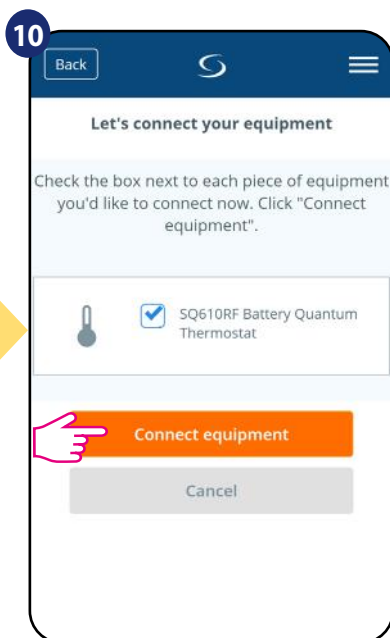 10
Back
Let's connect your equipment
Check the box next to each piece of equipment
you'd like to connect now. Click "Connect
equipment".
SQ610RF Battery Quantum
Thermostat
Connect equipment
Cancel